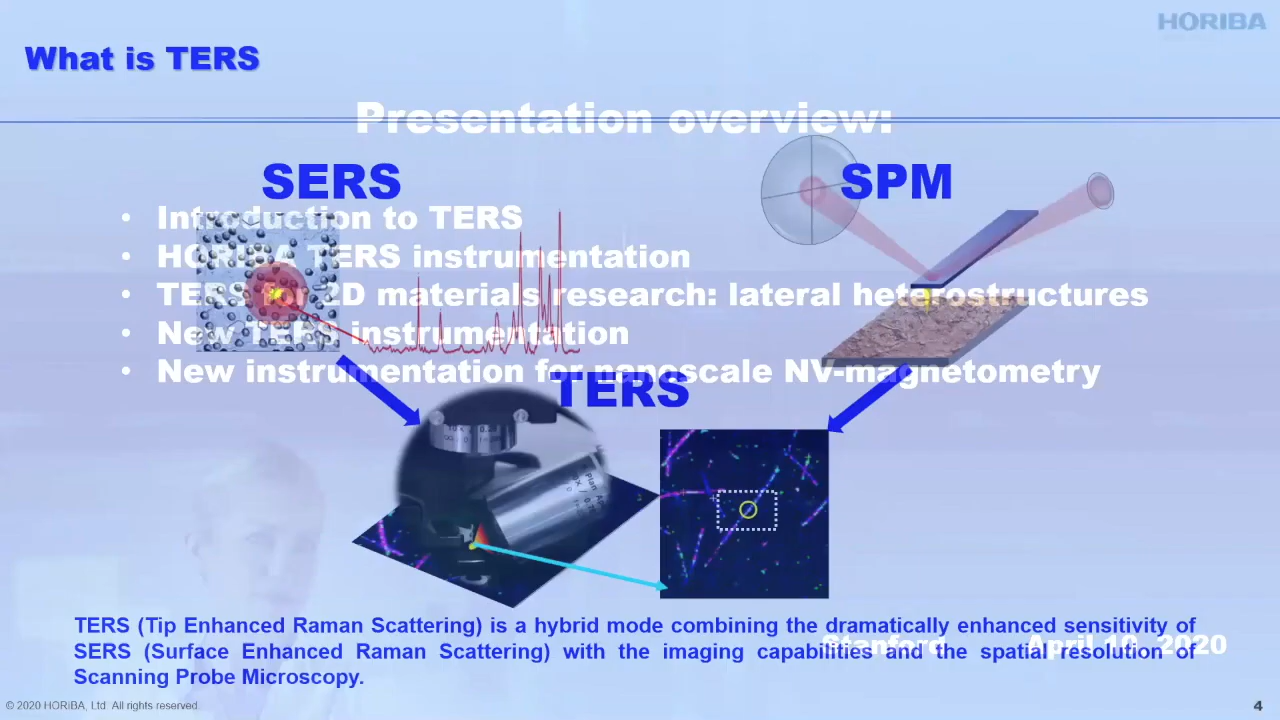 HORIBA
What is TERS
Presentation overview:
SERS
SPM
• Introduction to TERS
• HORIBA TERS instrumentation
• TERS for 2D materials research: lateral heterostructures
• New TERS instrumentation
• New instrumentation for nanoscale NV-magnetometry
TERS
TERS (Tip Enhanced Raman Scattering) is a hybrid mode combining the dramatically enhanced sensitivity of
SERS (Surface Enhanced Raman Scattering) with the imaging capabilities and the spatial resolution of
Scanning Probe Microscopy.
Stanford April 10, 2020
© 2020 HORIBA, Ltd. All rights reserved.
4